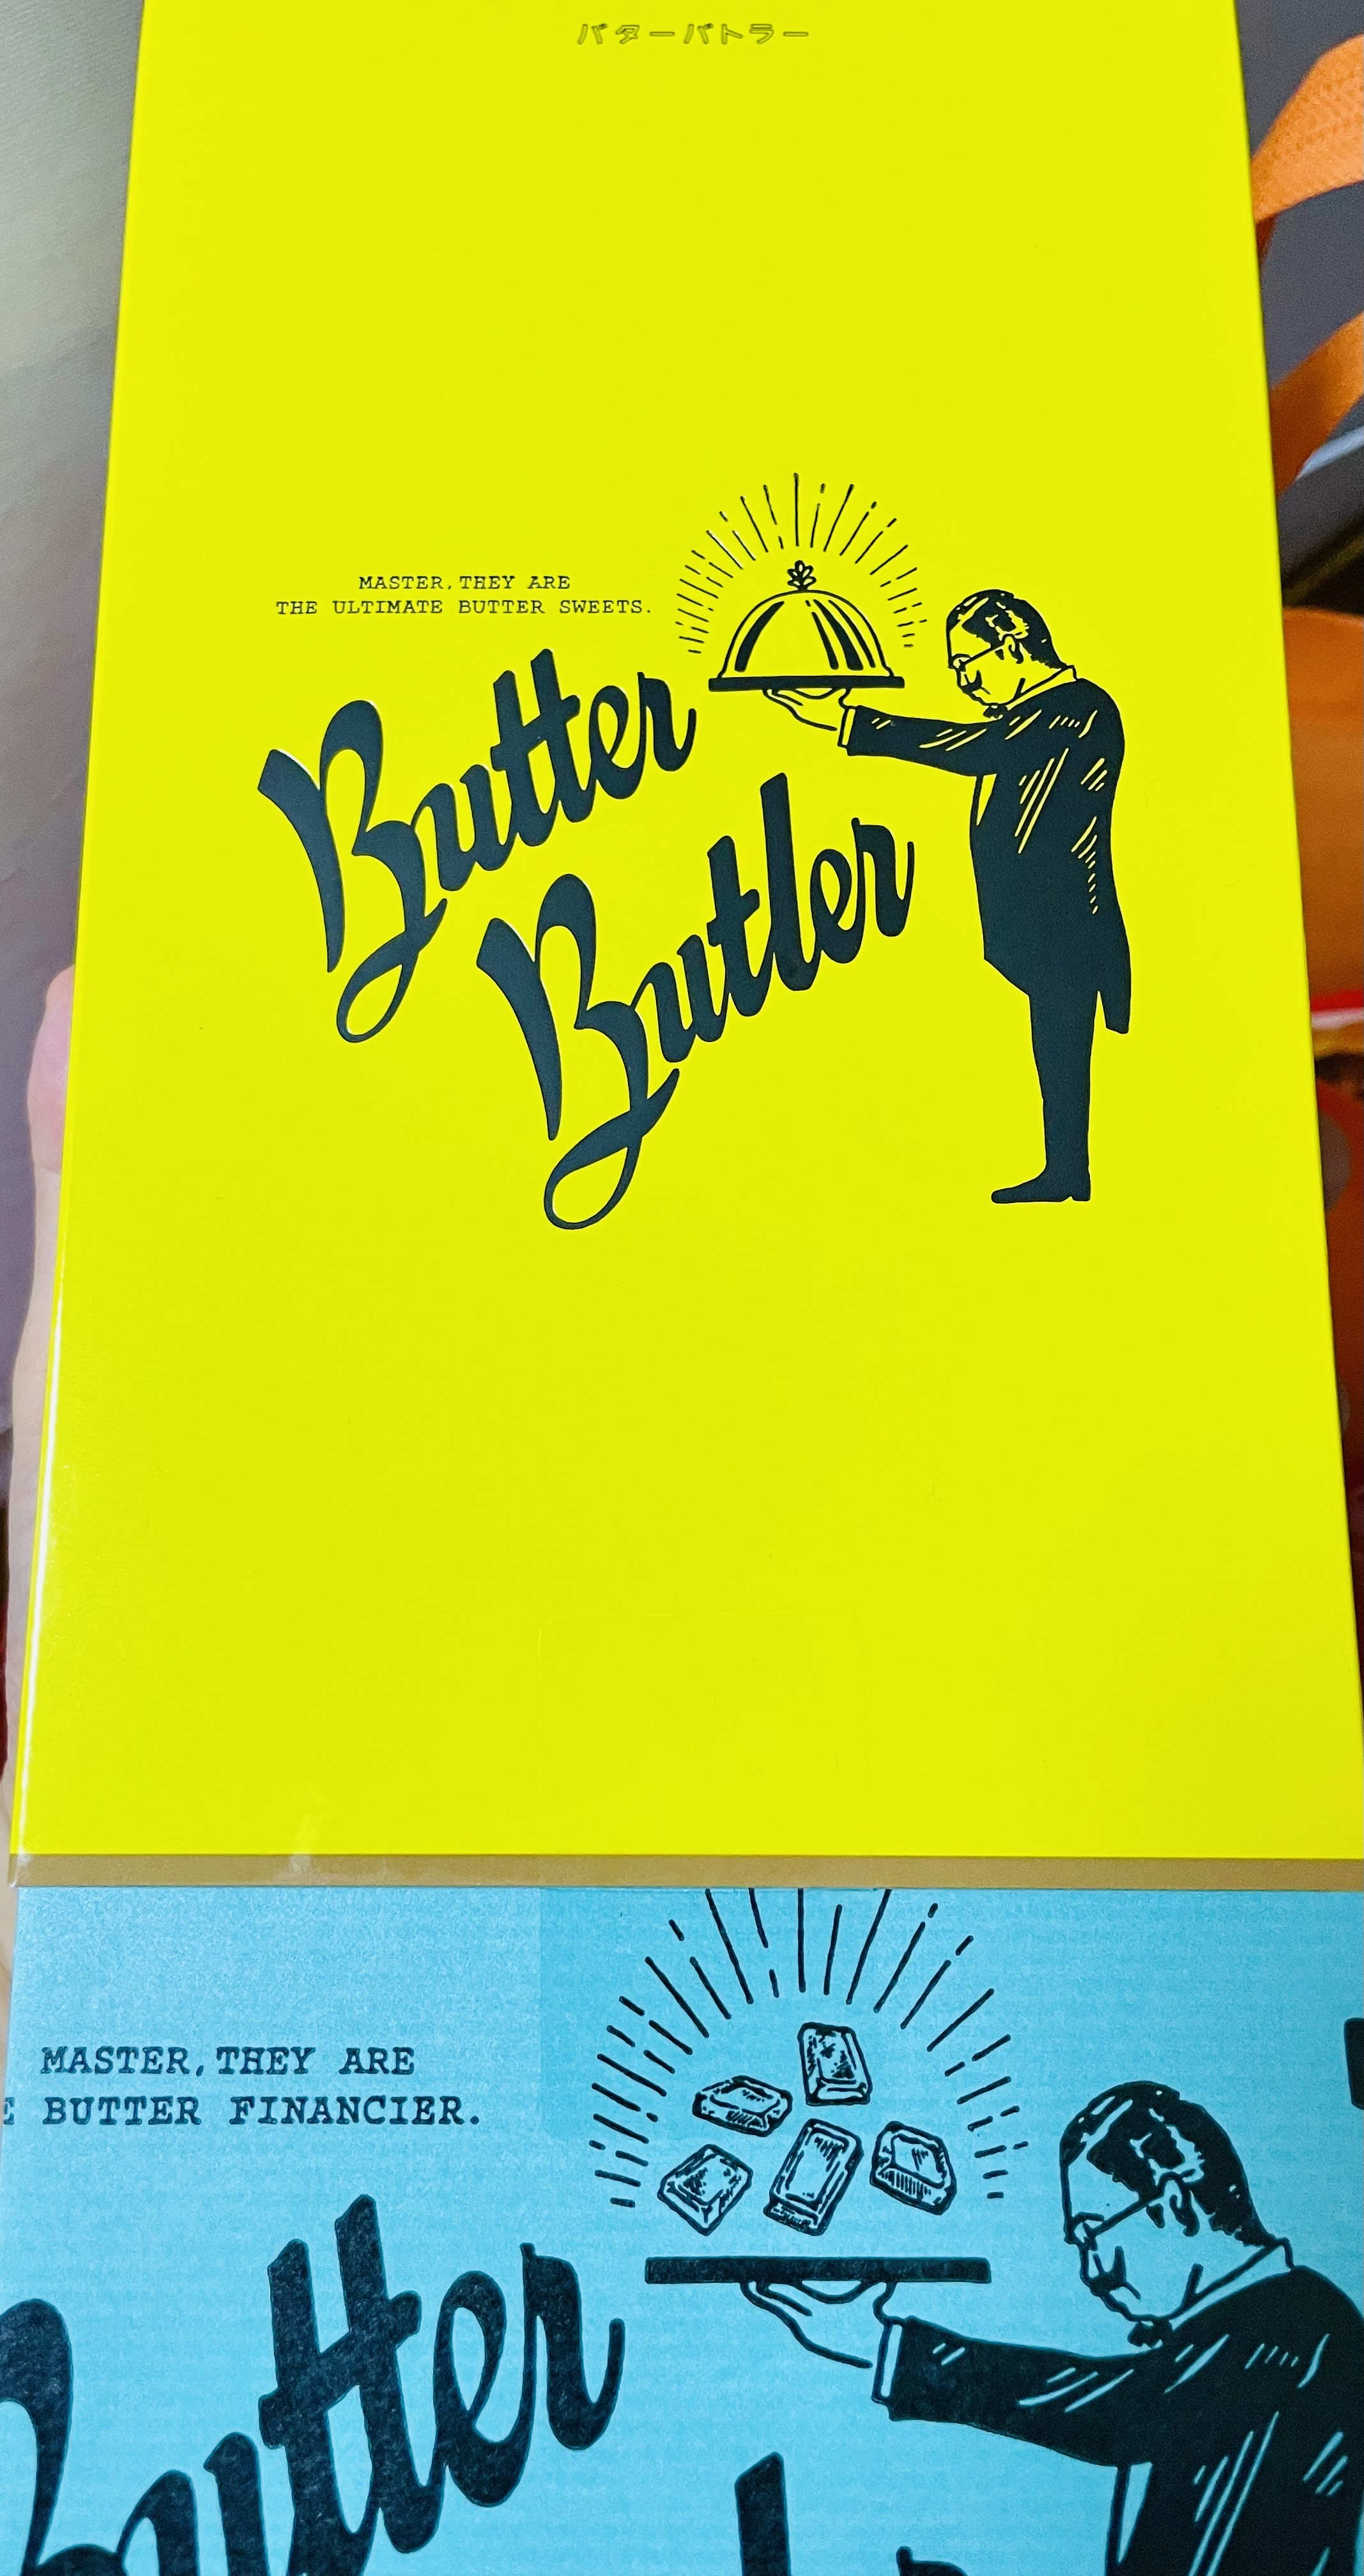 バターバトラー
MASTER, THEY ARE
THE ULTIMATE BUTTER SWEETS.
Butter
Butler
MASTER, THEY ARE
BUTTER FINANCIER.
Butter